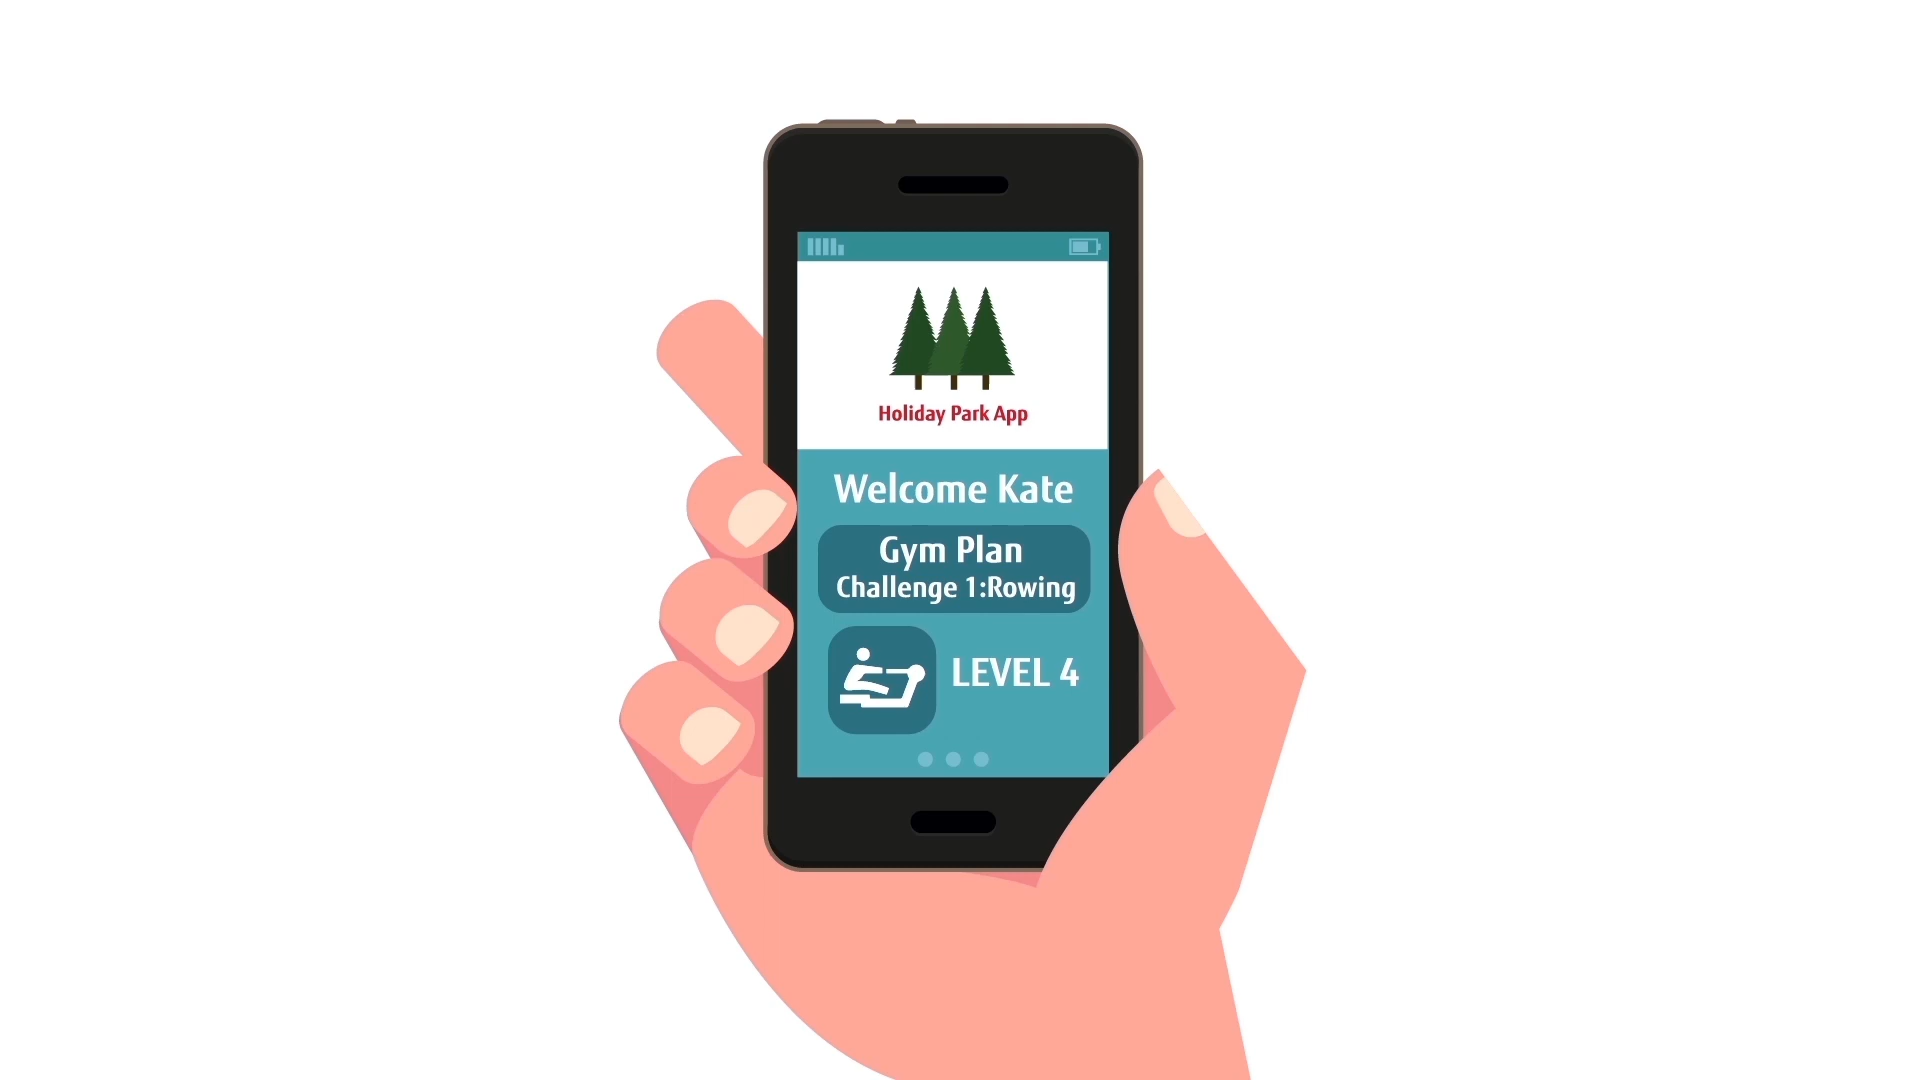 Holiday Park App
Welcome Kate
Gym Plan
Challenge 1:Rowing
LEVEL 4